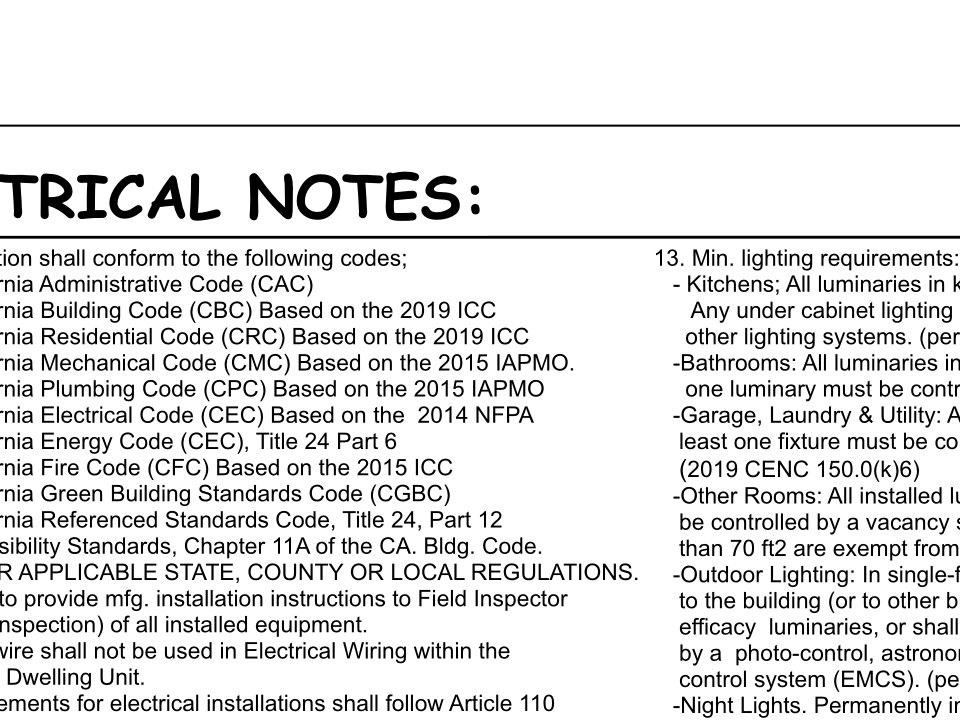 TRICAL NOTES:
tion shall conform to the following codes;
rnia Administrative Code (CAC)
rnia Building Code (CBC) Based on the 2019 ICC
rnia Residential Code (CRC) Based on the 2019 ICC
rnia Mechanical Code (CMC) Based on the 2015 IAPMO.
rnia Plumbing Code (CPC) Based on the 2015 IAPMO
rnia Electrical Code (CEC) Based on the 2014 NFPA
rnia Energy Code (CEC), Title 24 Part 6
rnia Fire Code (CFC) Based on the 2015 ICC
rnia Green Building Standards Code (CGBC)
rnia Referenced Standards Code, Title 24, Part 12
sibility Standards, Chapter 11A of the CA. Bldg. Code.
R APPLICABLE STATE, COUNTY OR LOCAL REGULATIONS.
to provide mfg. installation instructions to Field Inspector
nspection) of all installed equipment.
wire shall not be used in Electrical Wiring within the
Dwelling Unit.
ements for electrical installations shall follow Article 110
13. Min. lighting requirements:
- Kitchens; All luminaries in k
Any under cabinet lighting
other lighting systems. (per
-Bathrooms: All luminaries in
one luminary must be contr
-Garage, Laundry & Utility: A
least one fixture must be co
(2019 CENC 150.0(k)6)
-Other Rooms: All installed lu
be controlled by a vacancy s
than 70 ft2 are exempt from
-Outdoor Lighting: In single-f
to the building (or to other b
efficacy luminaries, or shall
by a photo-control, astrono
control system (EMCS). (pe
-Night Lights. Permanently in